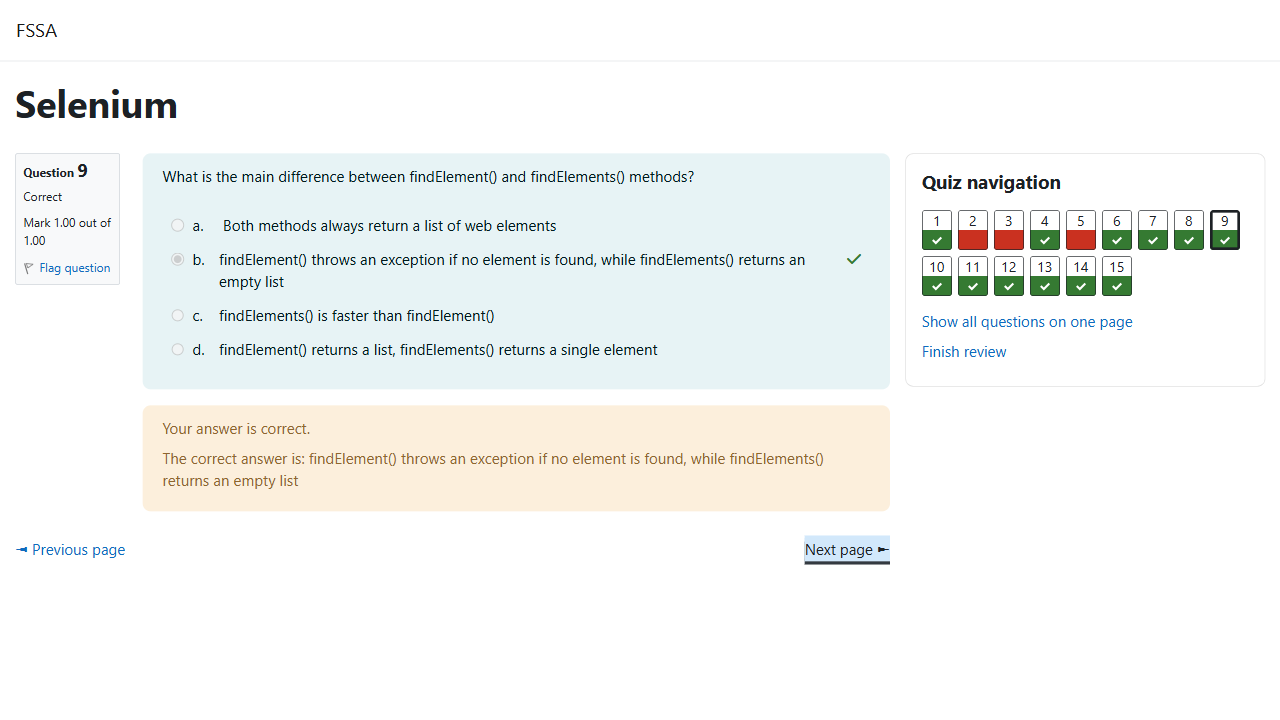 FSSA
Selenium
Question 9
Correct
Mark 1.00 out of
1.00
Flag question
What is the main difference between findElement() and findElements() methods?
a. Both methods always return a list of web elements
b. findElement() throws an exception if no element is found, while findElements() returns an
empty list
c. findElements() is faster than findElement()
d. findElement() returns a list, findElements() returns a single element
Your answer is correct.
The correct answer is: findElement() throws an exception if no element is found, while findElements()
returns an empty list
◄ Previous page
Next page ►
Quiz navigation
1 2 3 4 5 6 7 8 9
10 11 12 13 14 15
Show all questions on one page
Finish review